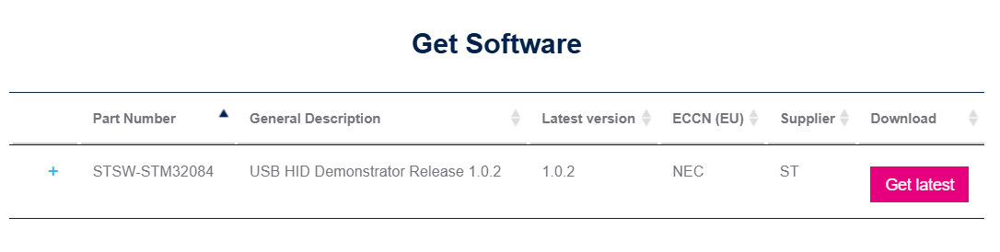 Get Software
Part Number General Description Latest version ECCN (EU) Supplier Download
+ STSW-STM32084 USB HID Demonstrator Release 1.0.2 1.0.2 NEC ST Get latest